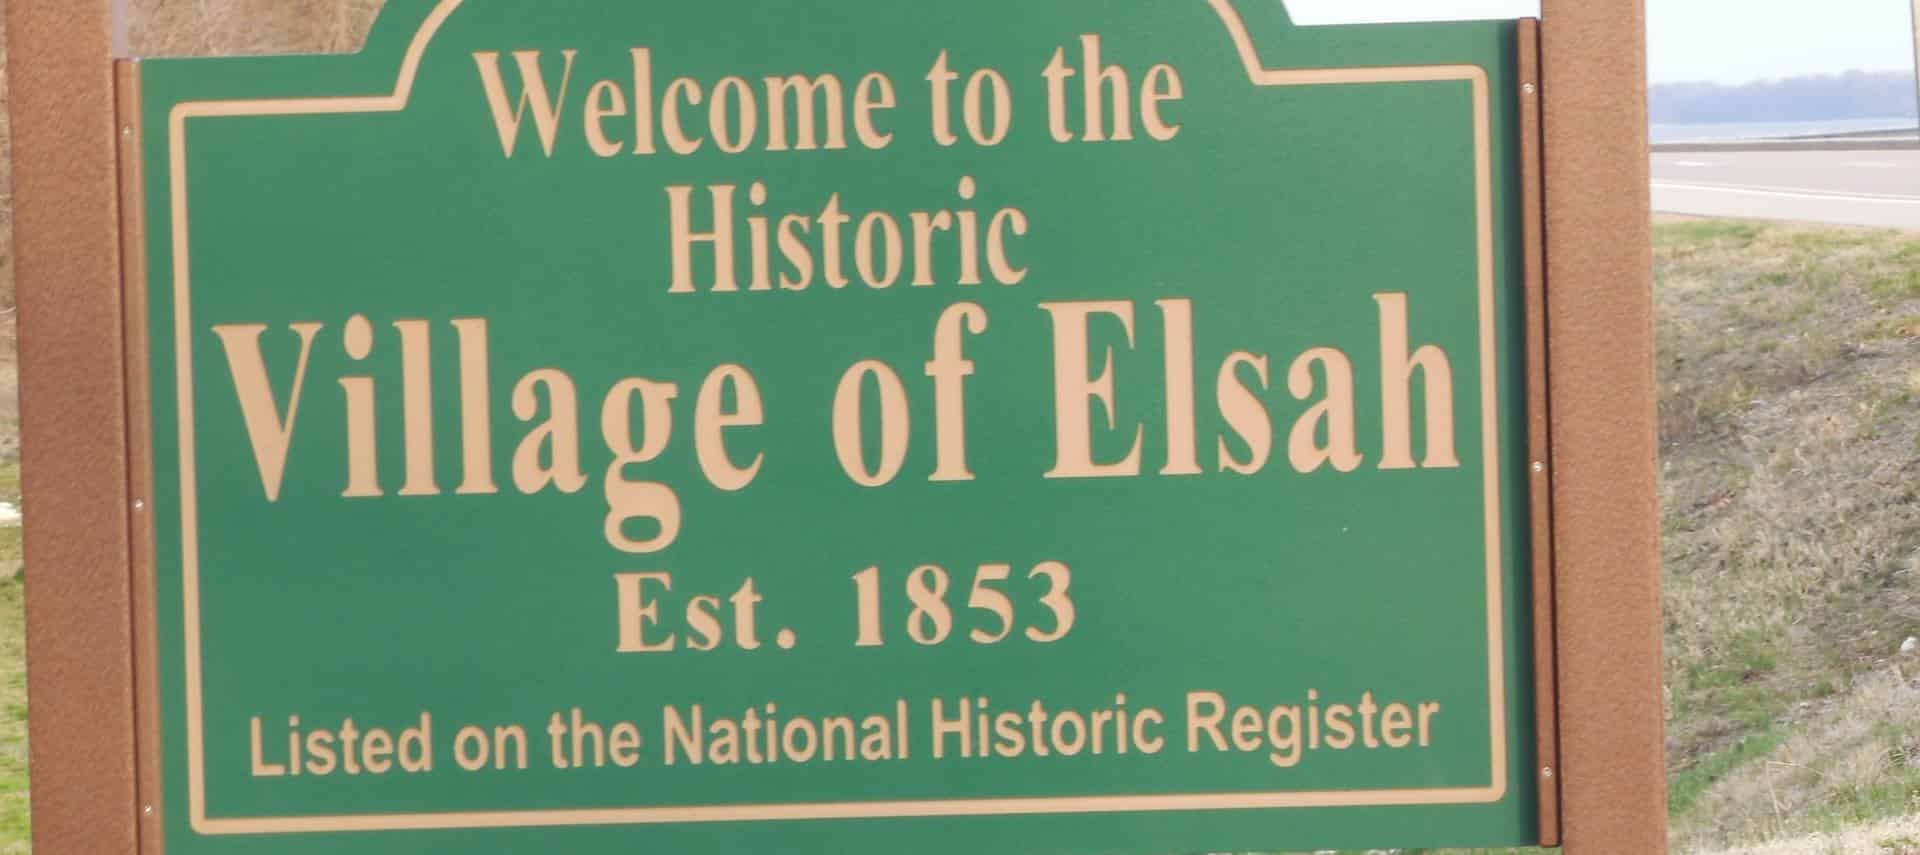 Welcome to the
Historic
Village of Elsah
Est. 1853
Listed on the National Historic Register